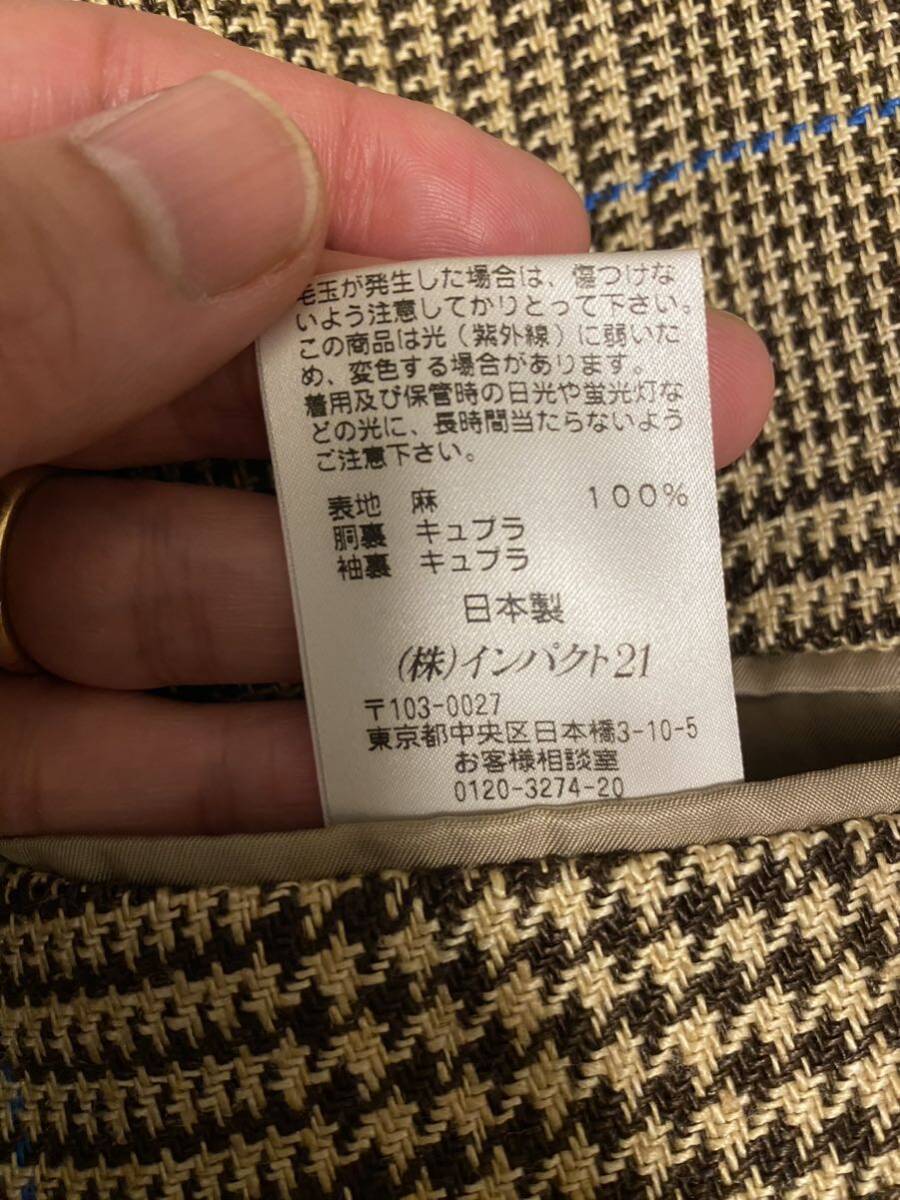 毛玉が発生した場合は、傷つけな
いよう注意してかりとって下さい。
この商品は光(紫外線)に弱いた
め、変色する場合があります。
着用及び保管時の日光や蛍光灯な
どの光に、長時間当たらないよう
ご注意下さい。
表地 麻 100%
胴裏 キュプラ
袖裏 キュプラ
日本製
(株)インパクト21
〒103-0027
東京都中央区日本橋3-10-5
お客様相談室
0120-3274-20